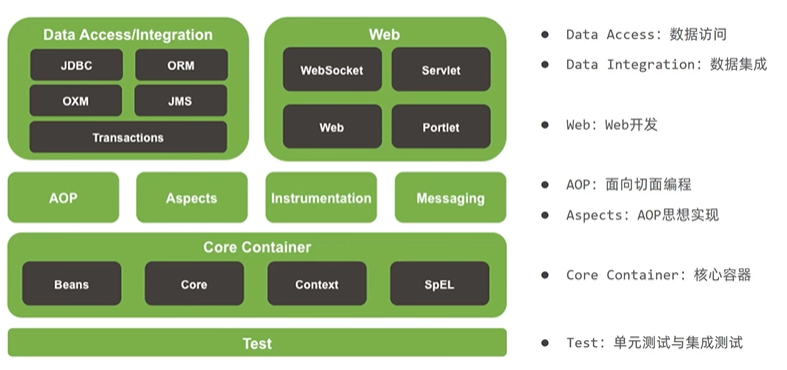 Data Access/Integration
JDBC
ORM
OXM
JMS
Transactions
Web
WebSocket
Servlet
Web
Portlet
AOP
Aspects
Instrumentation
Messaging
Core Container
Beans
Core
Context
SpEL
Test
● Data Access: 数据访问
● Data Integration: 数据集成
● Web: Web开发
● AOP: 面向切面编程
● Aspects: AOP思想实现
● Core Container: 核心容器
● Test: 单元测试与集成测试